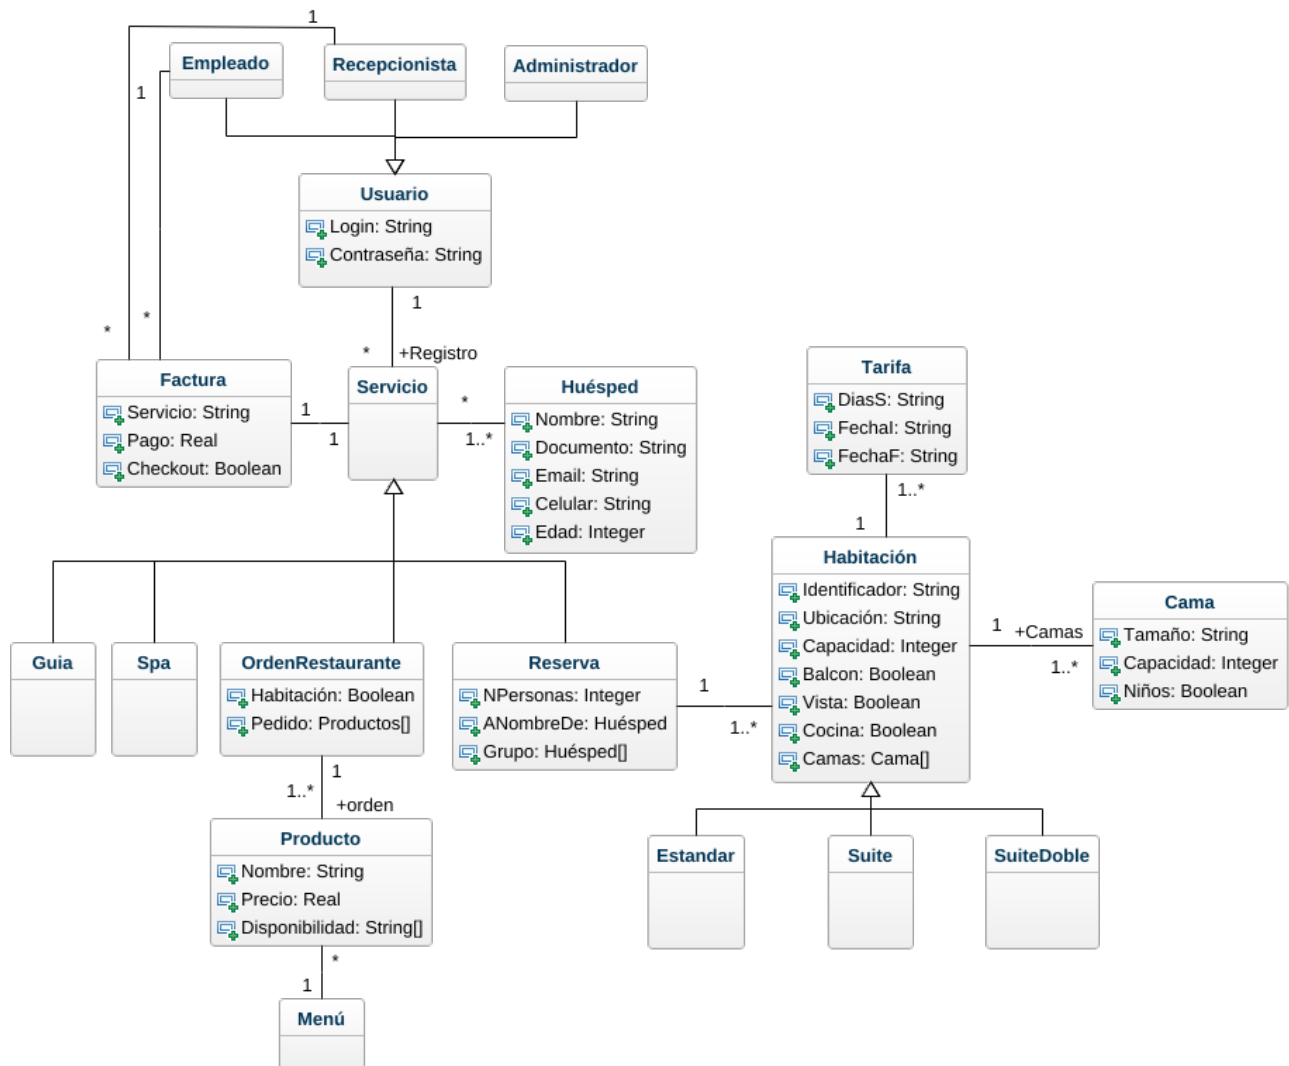 1
Empleado
Recepcionista
Administrador
1
Usuario
Login: String
Contraseña: String
1
*
*
* +Registro
Factura
Servicio: String
Pago: Real
Checkout: Boolean
1
1
Servicio
*
1..*
Huésped
Nombre: String
Documento: String
Email: String
Celular: String
Edad: Integer
Tarifa
DiasS: String
FechaI: String
FechaF: String
1..*
1
Habitación
Identificador: String
Ubicación: String
Capacidad: Integer
Balcon: Boolean
Vista: Boolean
Cocina: Boolean
Camas: Cama[]
1 +Camas
1..*
Cama
Tamaño: String
Capacidad: Integer
Niños: Boolean
Guia
Spa
OrdenRestaurante
Habitación: Boolean
Pedido: Productos[]
Reserva
NPersonas: Integer
ANombreDe: Huésped
Grupo: Huésped[]
1
1..*
1
1..*
+orden
Producto
Nombre: String
Precio: Real
Disponibilidad: String[]
Estandar
Suite
SuiteDoble
*
1
Menú